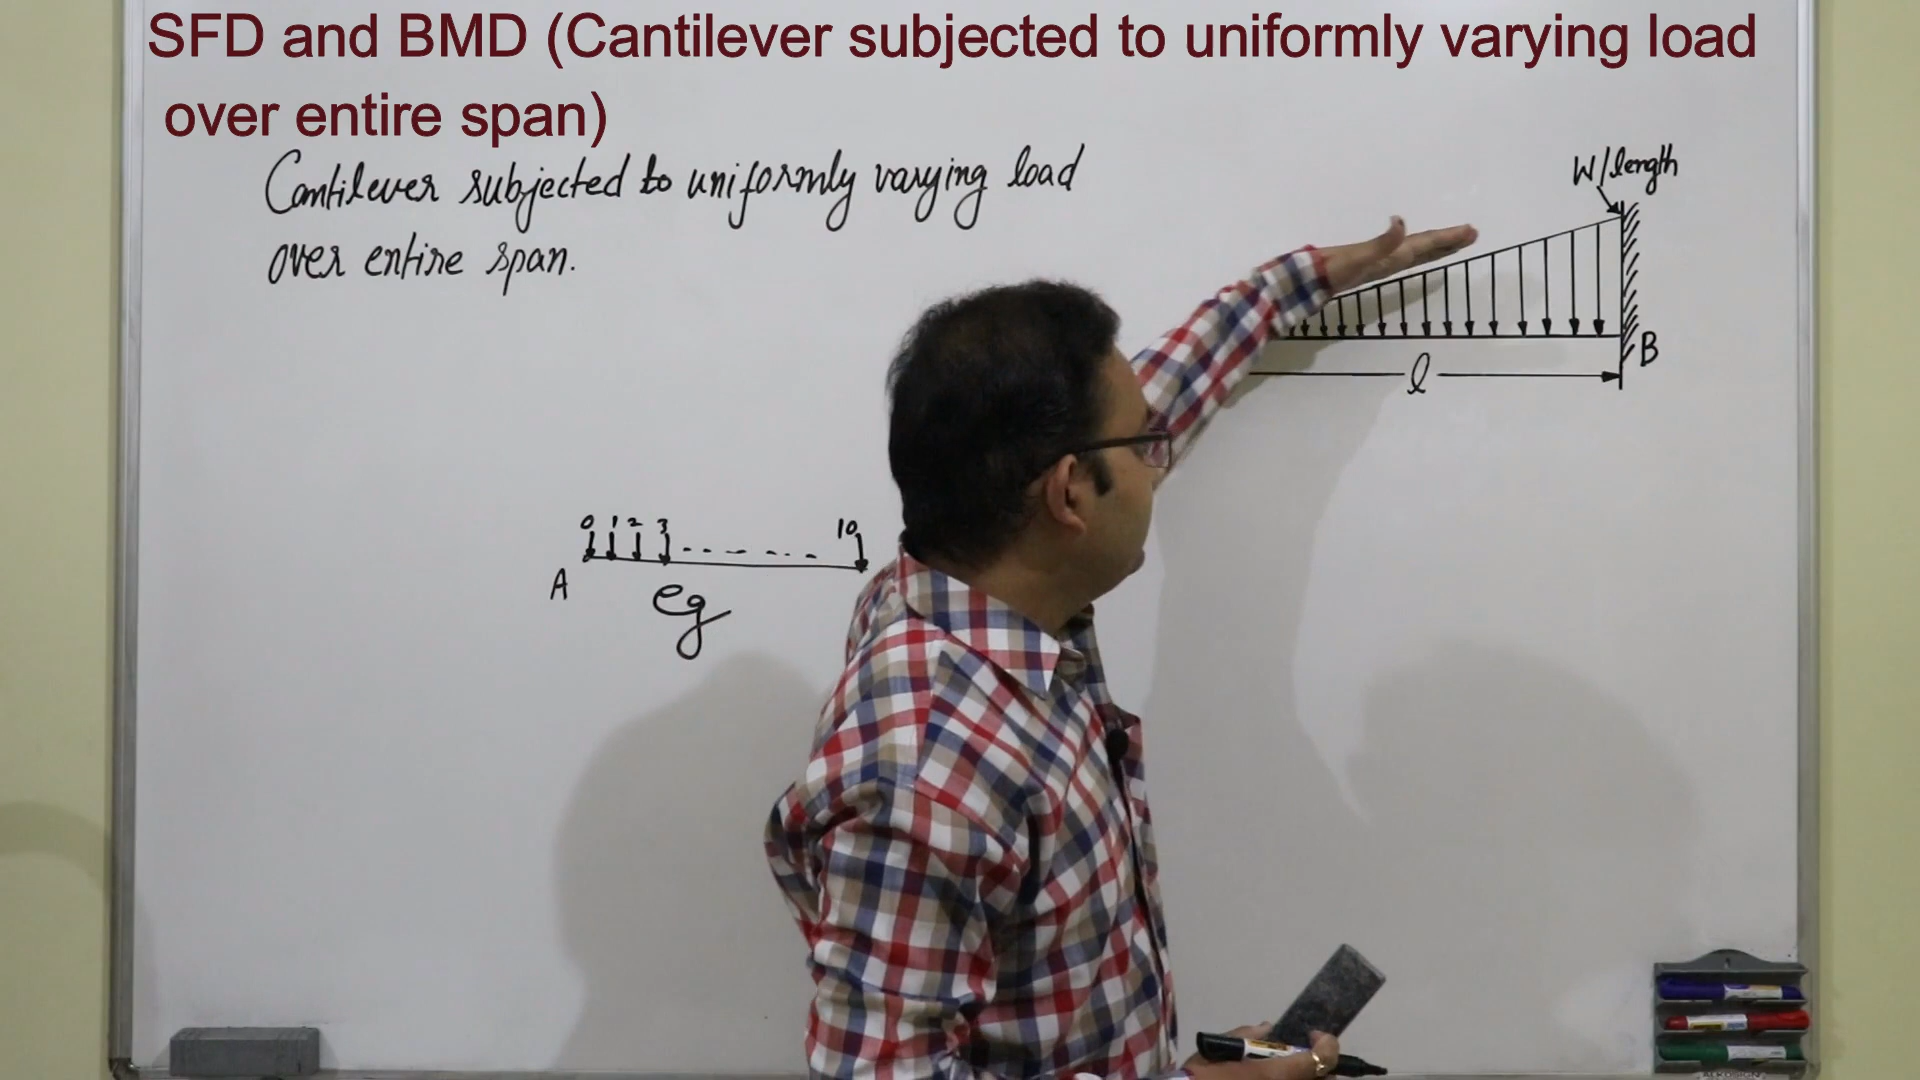 SFD and BMD (Cantilever subjected to uniformly varying load
over entire span)
Cantilever subjected to uniformly varying load
over entire span.
W/length
B
l
0 1 2 3 10
A
eg